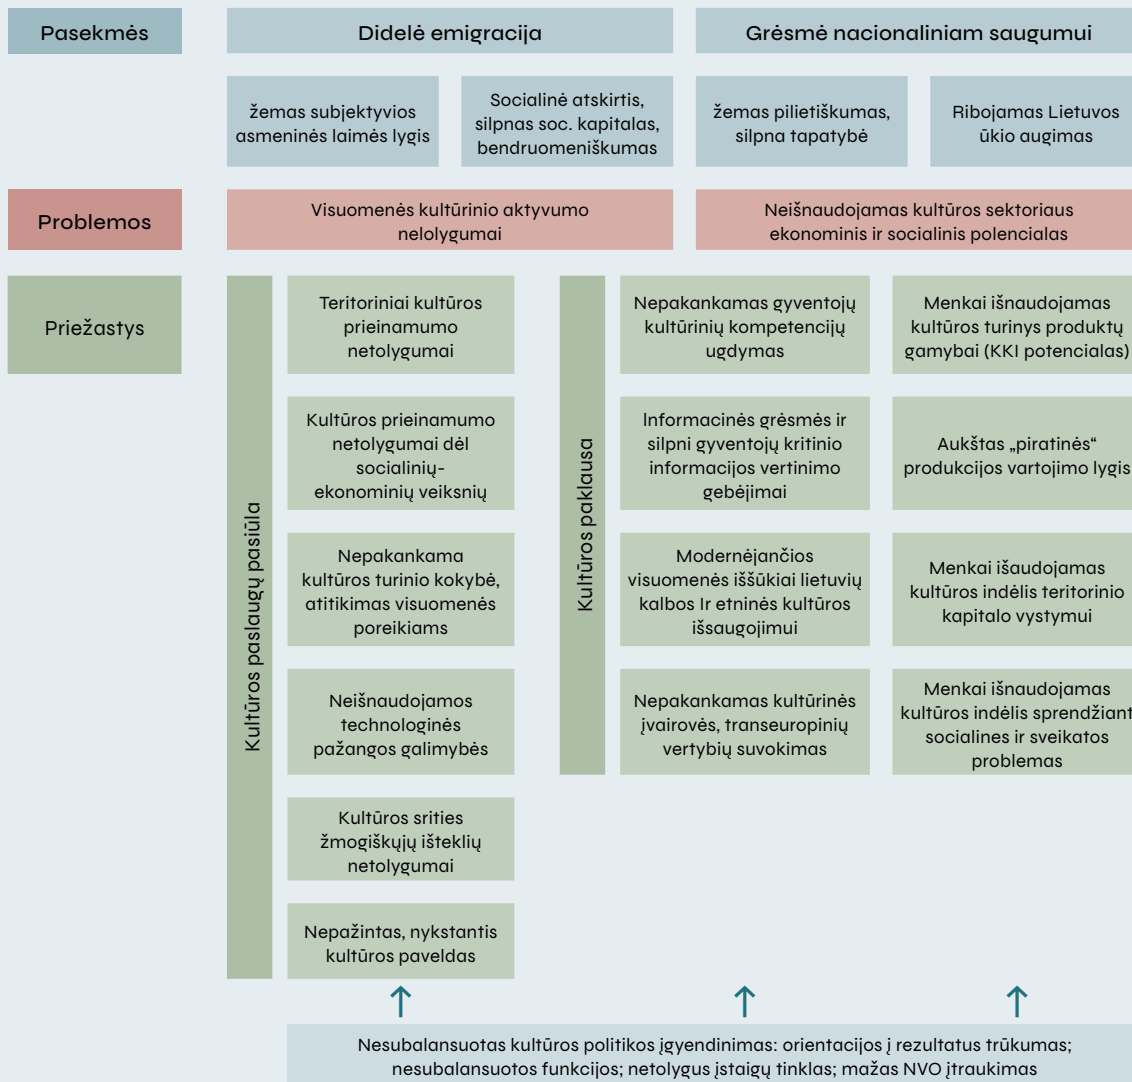 Pasekmės
Didelė emigracija
Grėsmė nacionaliniam saugumui
žemas subjektyvios
asmeninės laimės lygis
Socialinė atskirtis,
silpnas soc. kapitalas,
bendruomeniškumas
žemas pilietiškumas,
silpna tapatybė
Ribojamas Lietuvos
ūkio augimas
Problemos
Visuomenės kultūrinio aktyvumo
nelolygumai
Neišnaudojamas kultūros sektoriaus
ekonominis ir socialinis polencialas
Priežastys
Kultūros paslaugų pasiūla
Teritoriniai kultūros
prieinamumo
netolygumai
Kultūros prieinamumo
netolygumai dėl
socialinių-
ekonominių veiksnių
Nepakankama
kultūros turinio kokybė,
atitikimas visuomenės
poreikiams
Neišnaudojamos
technologinės
pažangos galimybės
Kultūros srities
žmogiškųjų išteklių
netolygumai
Nepažintas, nykstantis
kultūros paveldas
Kultūros paklausa
Nepakankamas gyventojų
kultūrinių kompetencijų
ugdymas
Informacinės grėsmės ir
silpni gyventojų kritinio
informacijos vertinimo
gebėjimai
Modernėjančios
visuomenės iššūkiai lietuvių
kalbos Ir etninės kultūros
išsaugojimui
Nepakankamas kultūrinės
įvairovės, transeuropinių
vertybių suvokimas
Menkai išnaudojamas
kultūros turinys produktų
gamybai (KKI potencialas)
Aukštas „piratinės“
produkcijos vartojimo lygis
Menkai išaudojamas
kultūros indėlis teritorinio
kapitalo vystymui
Menkai išnaudojamas
kultūros indėlis sprendžiant
socialines ir sveikatos
problemas
Nesubalansuotas kultūros politikos įgyvendinimas: orientacijos į rezultatus trūkumas;
nesubalansuotos funkcijos; netolygus įstaigų tinklas; mažas NVO įtraukimas